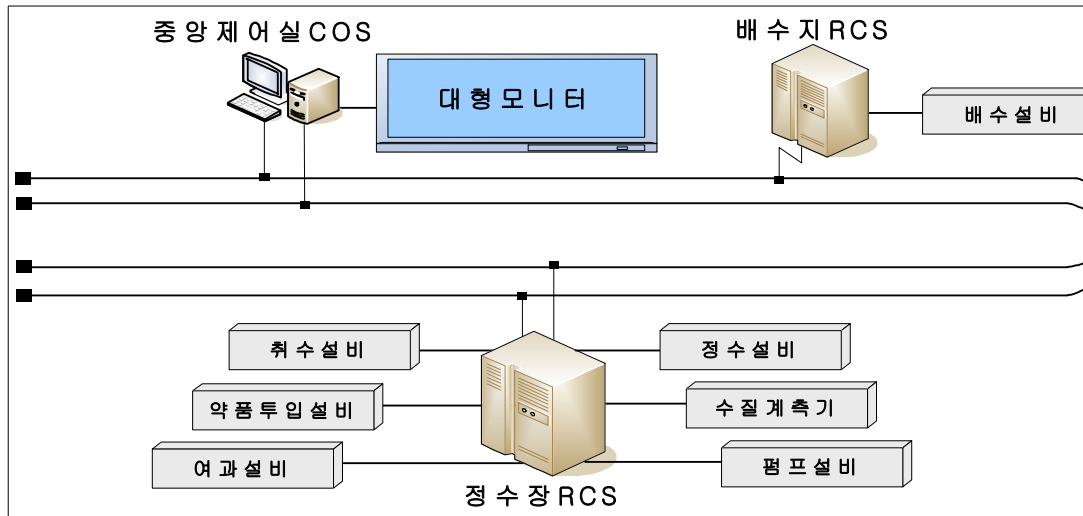 중앙제어실COS
배수지RCS
대형모니터
배수설비
취수설비
정수설비
약품투입설비
수질계측기
여과설비
펌프설비
정수장RCS